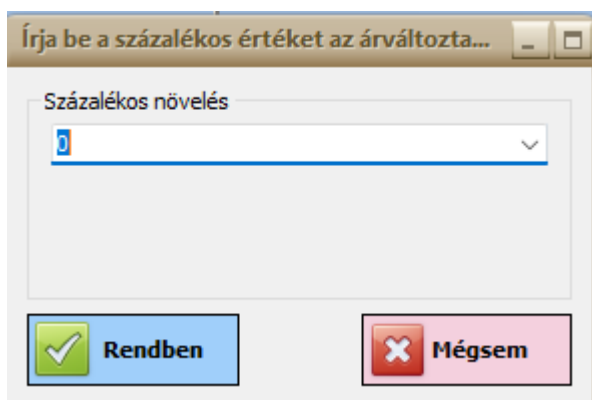 Írja be a százalékos értéket az árváltozta...
Százalékos növelés
0
Rendben
Mégsem